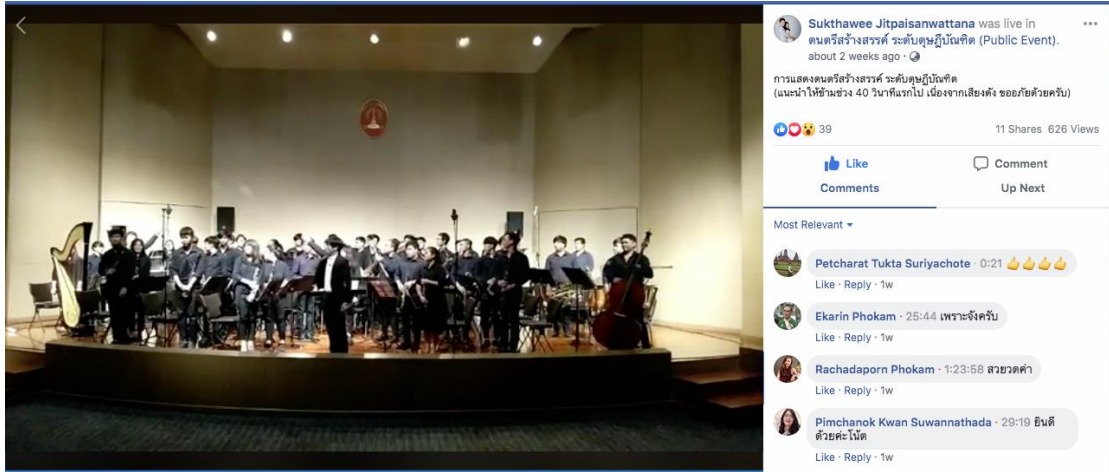 Sukthawee Jitpaisanwattana was live in
ดนตรีสร้างสรรค์ ระดับดุษฎีบัณฑิต (Public Event).
about 2 weeks ago ·
การแสดงดนตรีสร้างสรรค์ ระดับดุษฎีบัณฑิต
(แนะนำให้ข้ามช่วง 40 วินาทีแรกไป เนื่องจากเสียงดัง ขออภัยด้วยครับ)
39
11 Shares 626 Views
Like Comment
Comments Up Next
Most Relevant
Petcharat Tukta Suriyachote · 0:21 👍👍👍👍
Like · Reply · 1w
Ekarin Phokam · 25:44 เพราะจังครับ
Like · Reply · 1w
Rachadaporn Phokam · 1:23:58 สวยวดค่า
Like · Reply · 1w
Pimchanok Kwan Suwannathada · 29:19 ยินดี
ด้วยค่ะโน้ต
Like · Reply · 1w